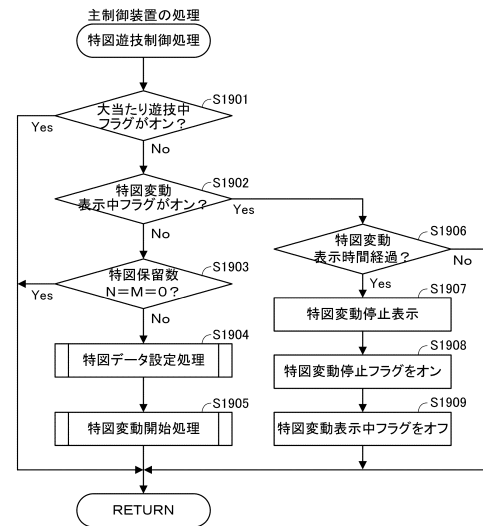 主制御装置の処理
特図遊技制御処理
S1901
大当たり遊技中
フラグがオン？
Yes
No
S1902
特図変動
表示中フラグがオン？
Yes
No
S1903
特図保留数
N＝M＝０？
Yes
No
S1904
特図データ設定処理
S1905
特図変動開始処理
S1906
特図変動
表示時間経過？
No
Yes
S1907
特図変動停止表示
S1908
特図変動停止フラグをオン
S1909
特図変動表示中フラグをオフ
RETURN